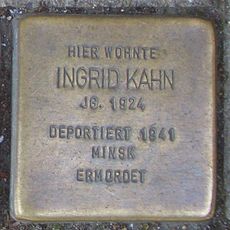 HIER WOHNTE
INGRID KAHN
JG. 1924
DEPORTIERT 1941
MINSK
ERMORDET